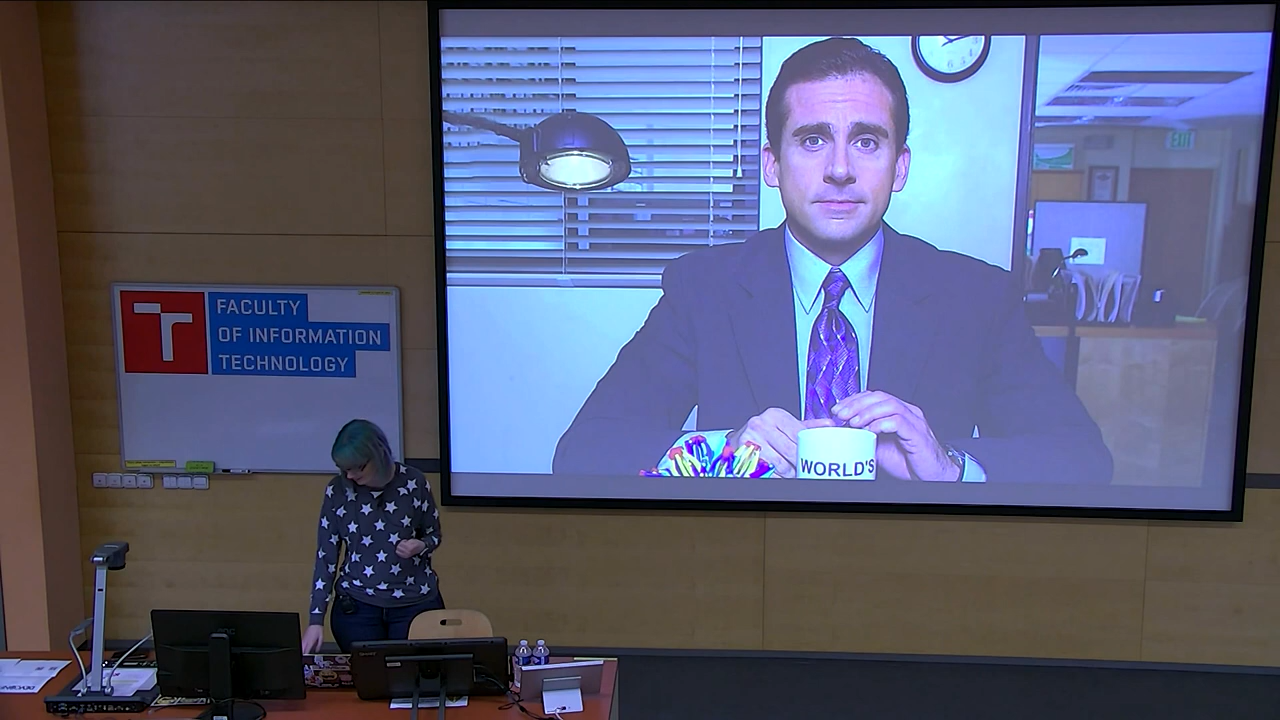 FACULTY
OF INFORMATION
TECHNOLOGY
WORLD'S
EXIT